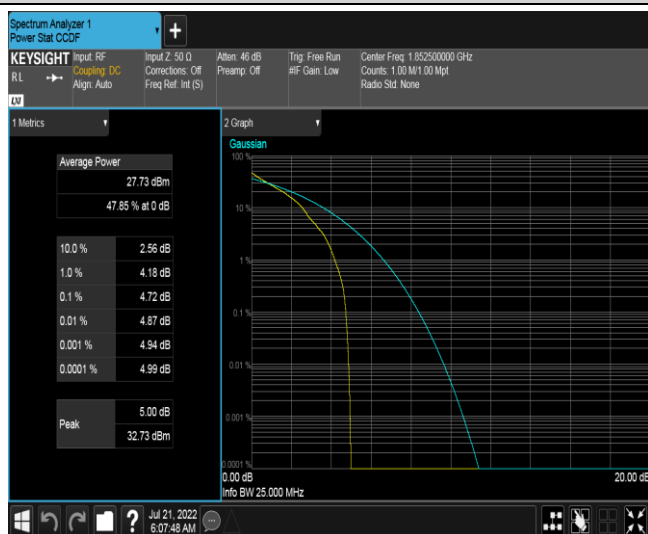 Spectrum Analyzer 1
Power Stat CCDF
KEYSIGHT
Input: RF
Coupling: DC
Align: Auto
Input Z: 50 Ω
Corrections: Off
Freq Ref: Int (S)
Atten: 46 dB
Preamp: Off
Trig: Free Run
#IF Gain: Low
Center Freq: 1.852500000 GHz
Counts: 1.00 M/1.00 Mpt
Radio Std: None
R L
LXI
1 Metrics
Average Power
27.73 dBm
47.85 % at 0 dB
10.0 % 2.56 dB
1.0 % 4.18 dB
0.1 % 4.72 dB
0.01 % 4.87 dB
0.001 % 4.94 dB
0.0001 % 4.99 dB
Peak
5.00 dB
32.73 dBm
2 Graph
Gaussian
100 %
10 %
1 %
0.1 %
0.01 %
0.001 %
0.0001 %
0.00 dB
20.00 dB
Info BW 25.000 MHz
?
Jul 21, 2022
6:07:48 AM